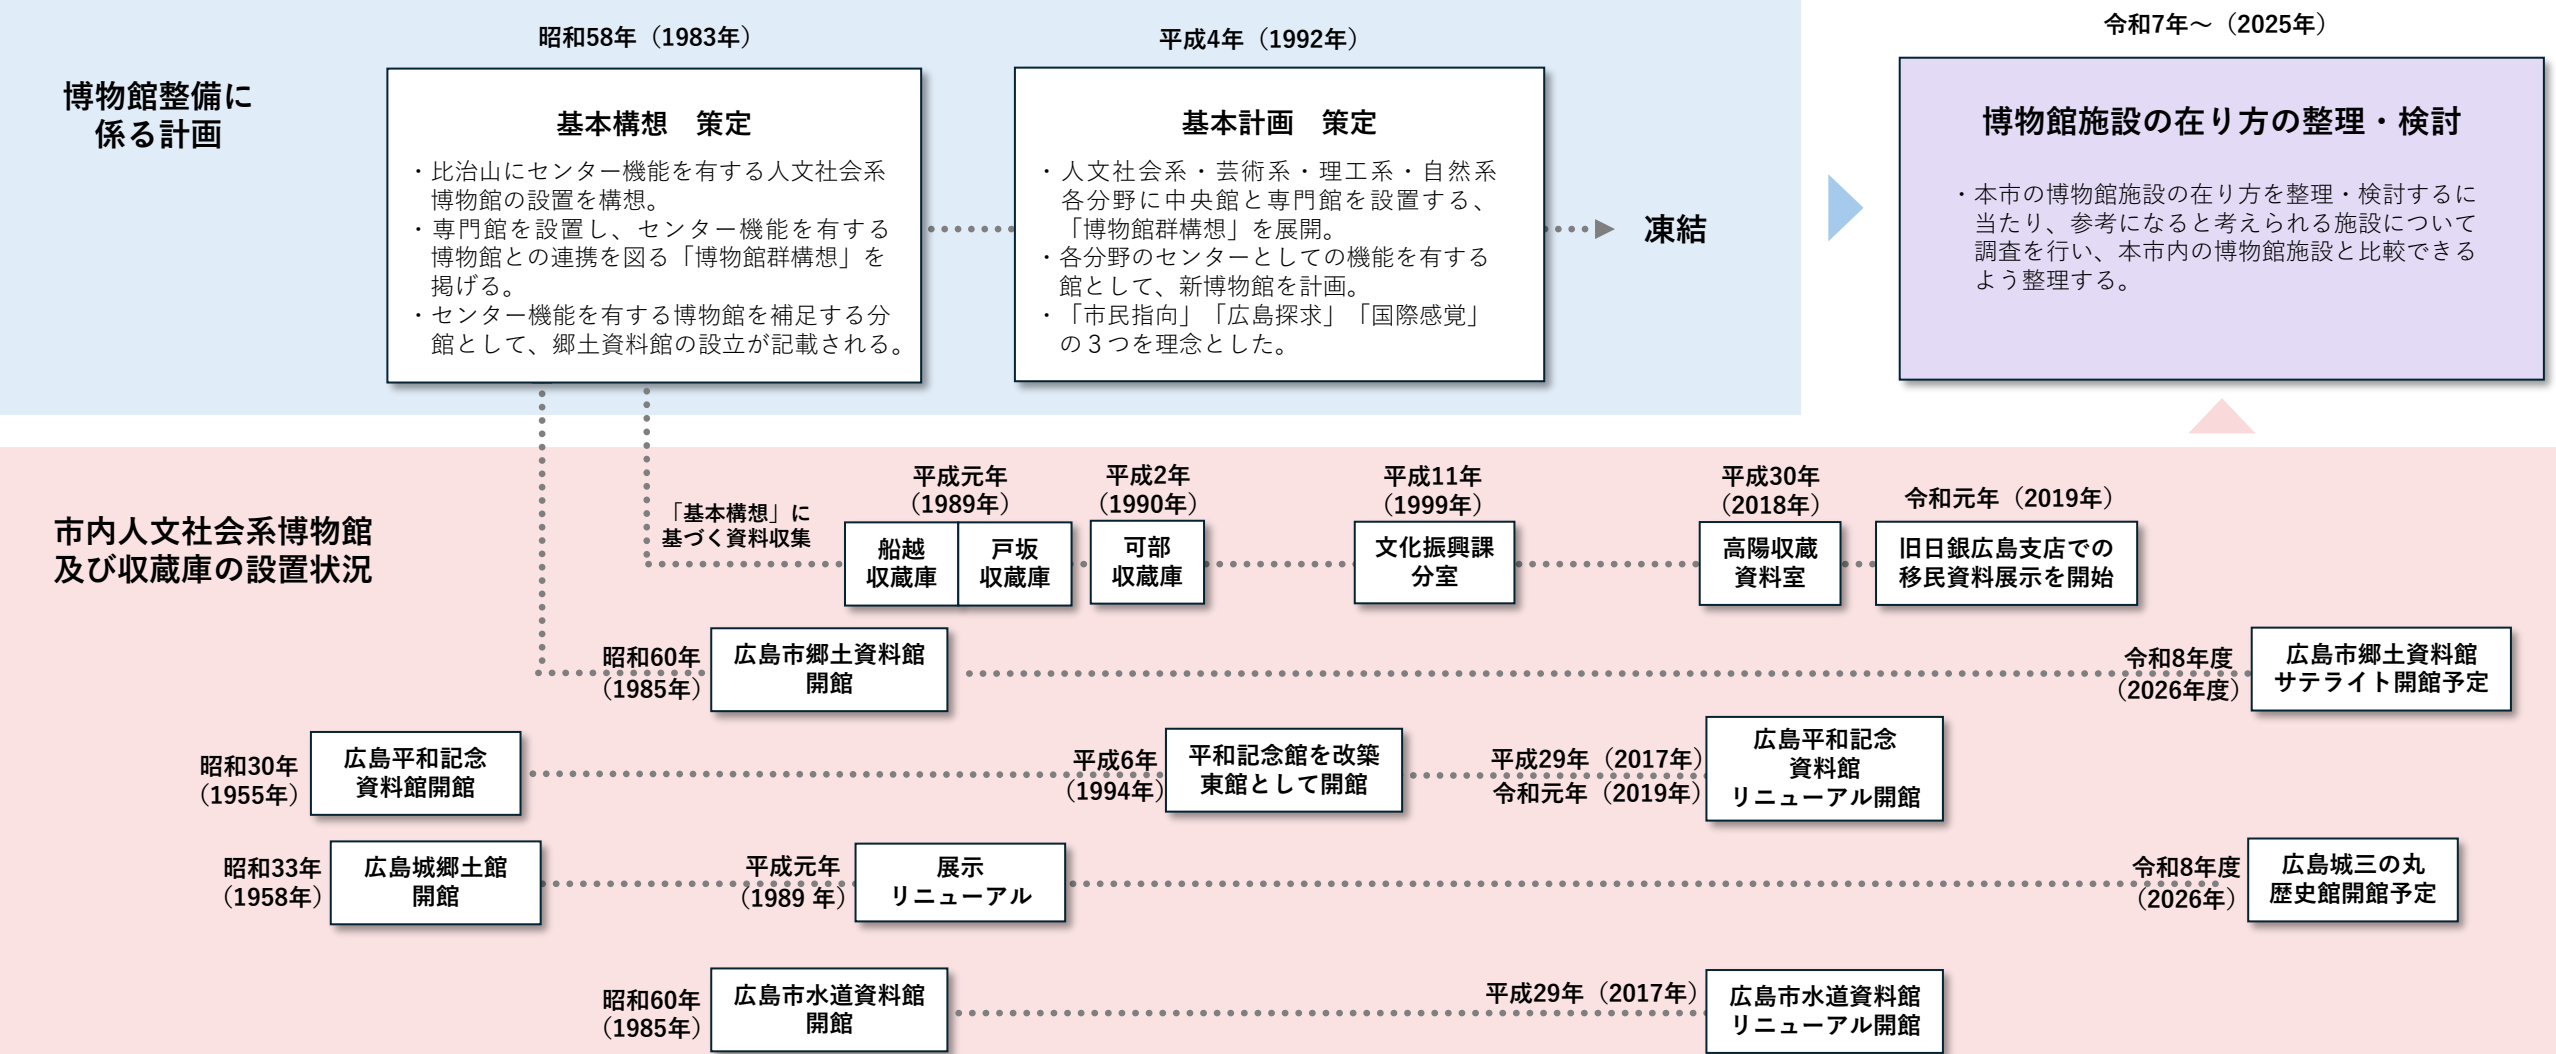 博物館整備に
係る計画
昭和58年（1983年）
基本構想　策定
・比治山にセンター機能を有する人文社会系
博物館の設置を構想。
・専門館を設置し、センター機能を有する
博物館との連携を図る「博物館群構想」を
掲げる。
・センター機能を有する博物館を補足する分
館として、郷土資料館の設立が記載される。
平成4年（1992年）
基本計画　策定
・人文社会系・芸術系・理工系・自然系
各分野に中央館と専門館を設置する、
「博物館群構想」を展開。
・各分野のセンターとしての機能を有する
館として、新博物館を計画。
・「市民指向」「広島探求」「国際感覚」
の３つを理念とした。
凍結
令和7年～（2025年）
博物館施設の在り方の整理・検討
・本市の博物館施設の在り方を整理・検討するに
当たり、参考になると考えられる施設について
調査を行い、本市内の博物館施設と比較できる
よう整理する。
市内人文社会系博物館
及び収蔵庫の設置状況
「基本構想」に
基づく資料収集
平成元年
（1989年）
船越
収蔵庫
戸坂
収蔵庫
平成2年
（1990年）
可部
収蔵庫
平成11年
（1999年）
文化振興課
分室
平成30年
（2018年）
高陽収蔵
資料室
令和元年（2019年）
旧日銀広島支店での
移民資料展示を開始
昭和60年
（1985年）
広島市郷土資料館
開館
令和8年度
（2026年度）
広島市郷土資料館
サテライト開館予定
昭和30年
（1955年）
広島平和記念
資料館開館
平成6年
（1994年）
平和記念館を改築
東館として開館
平成29年（2017年）
令和元年（2019年）
広島平和記念
資料館
リニューアル開館
昭和33年
（1958年）
広島城郷土館
開館
平成元年
（1989 年）
展示
リニューアル
令和8年度
（2026年）
広島城三の丸
歴史館開館予定
昭和60年
（1985年）
広島市水道資料館
開館
平成29年（2017年）
広島市水道資料館
リニューアル開館